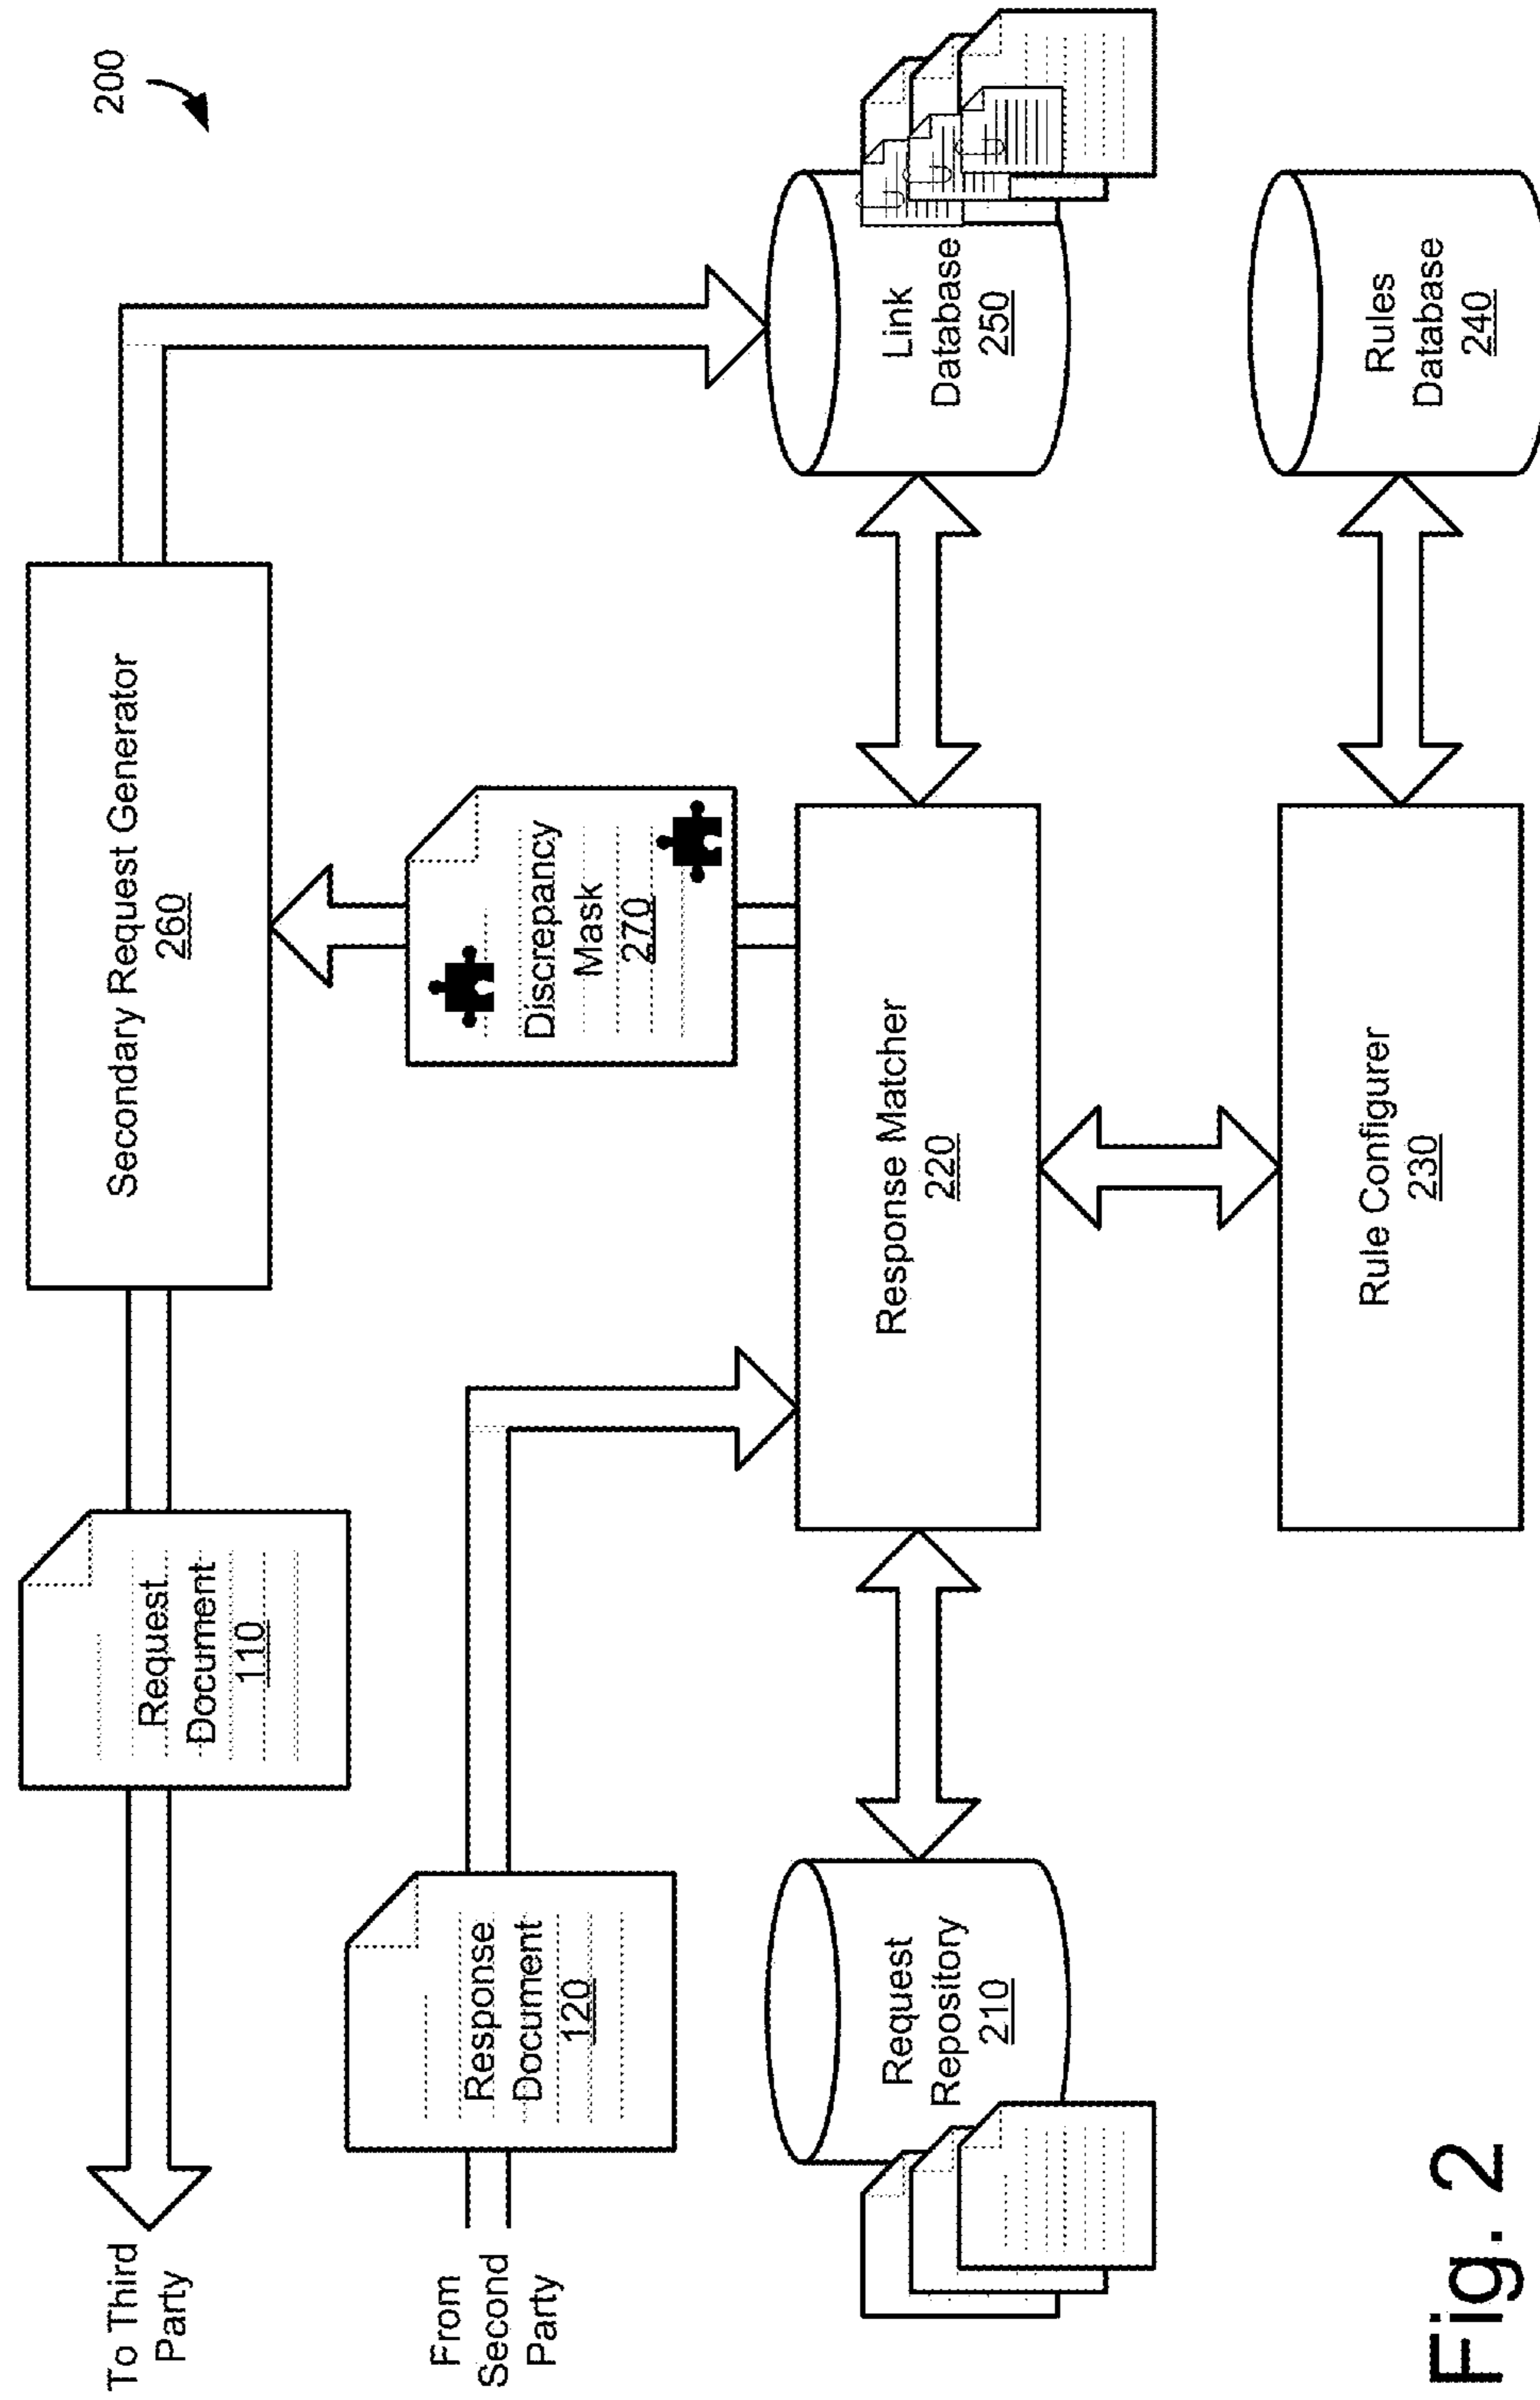 200
To Third
Party
Request
Document
110
Secondary Request Generator
260
From
Second
Party
Response
Document
120
Discrepancy
Mask
270
Request
Repository
210
Response Matcher
220
Link
Database
250
Rule Configurer
230
Rules
Database
240
Fig. 2